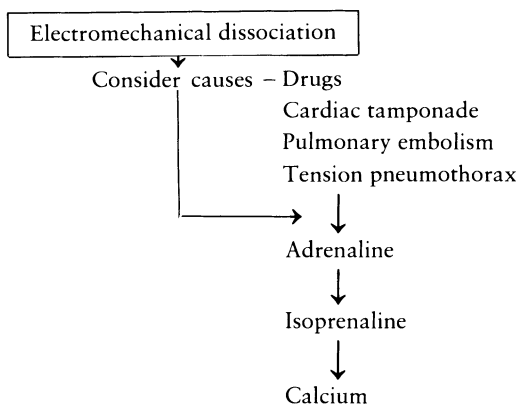 Electromechanical dissociation
Consider causes – Drugs
Cardiac tamponade
Pulmonary embolism
Tension pneumothorax
Adrenaline
Isoprenaline
Calcium